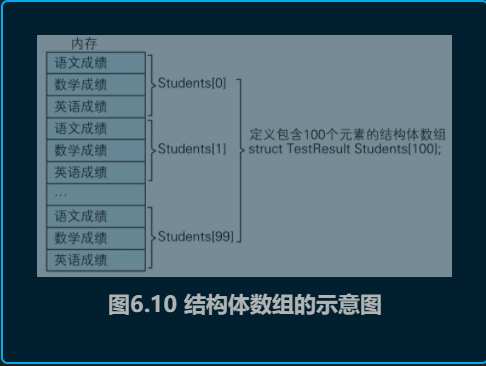 内存
语文成绩
数学成绩
英语成绩
Students[0]
语文成绩
数学成绩
英语成绩
Students[1]
...
语文成绩
数学成绩
英语成绩
Students[99]
定义包含100个元素的结构体数组
struct TestResult Students[100];
图6.10 结构体数组的示意图